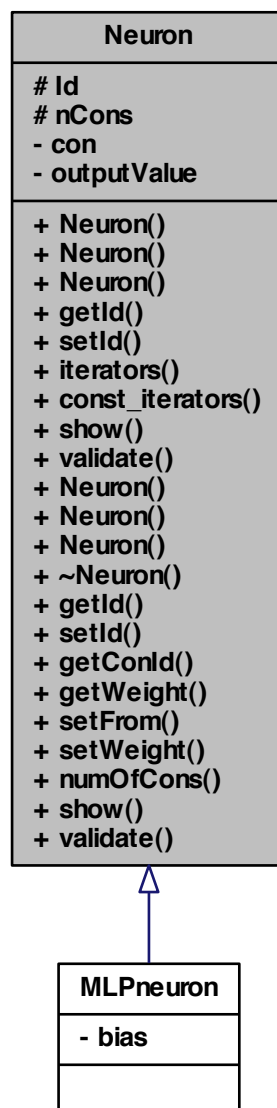 Neuron
# Id
# nCons
- con
- outputValue
+ Neuron()
+ Neuron()
+ Neuron()
+ getId()
+ setId()
+ iterators()
+ const_iterators()
+ show()
+ validate()
+ Neuron()
+ Neuron()
+ Neuron()
+ ~Neuron()
+ getId()
+ setId()
+ getConId()
+ getWeight()
+ setFrom()
+ setWeight()
+ numOfCons()
+ show()
+ validate()
MLPneuron
- bias